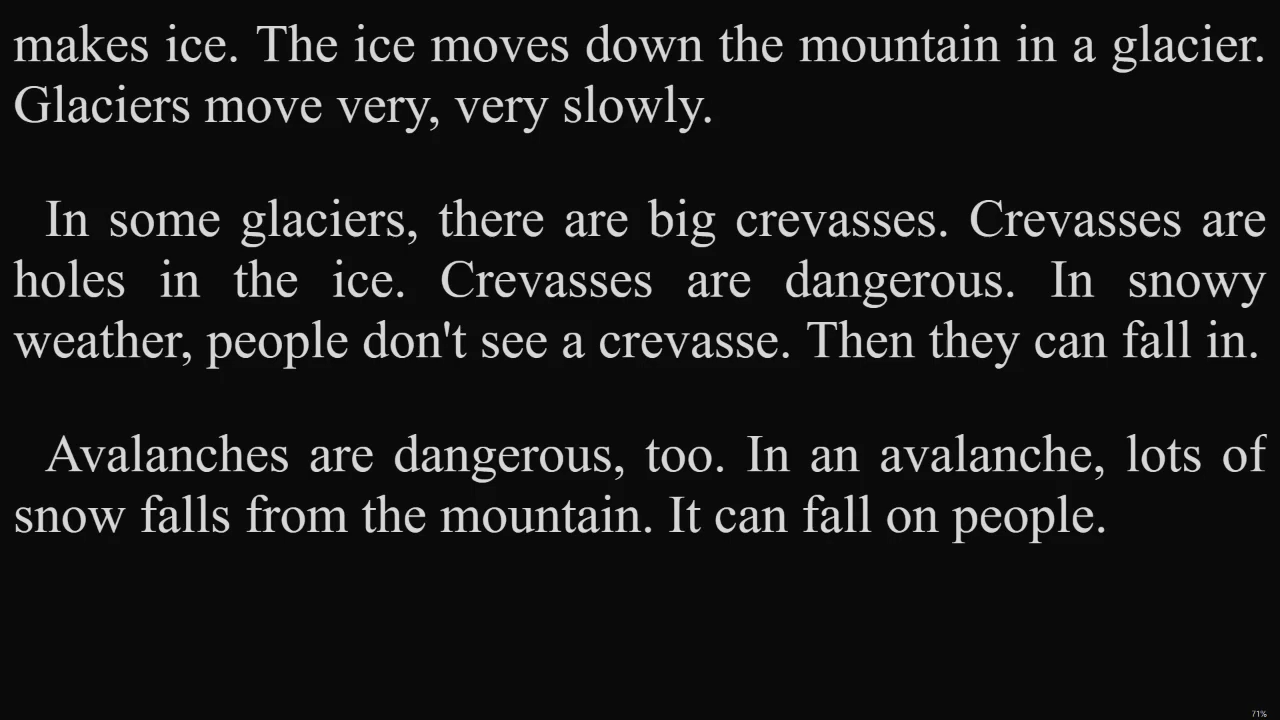 makes ice. The ice moves down the mountain in a glacier.
Glaciers move very, very slowly.
In some glaciers, there are big crevasses. Crevasses are
holes in the ice. Crevasses are dangerous. In snowy
weather, people don't see a crevasse. Then they can fall in.
Avalanches are dangerous, too. In an avalanche, lots of
snow falls from the mountain. It can fall on people.
71%